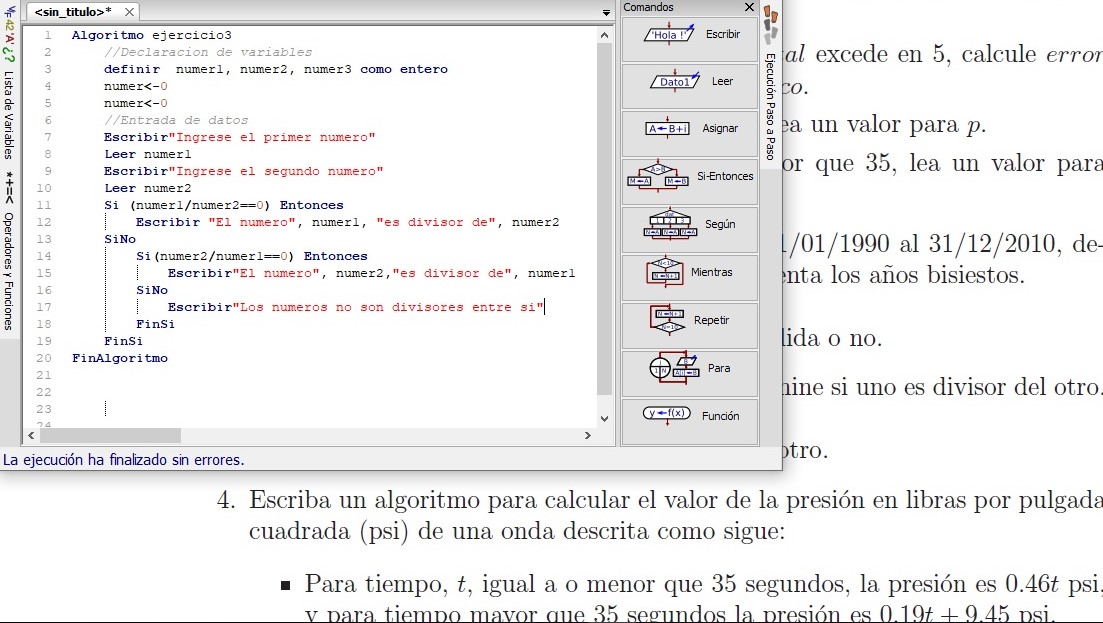 <sin_titulo>*
Comandos
1 Algoritmo ejercicio3
2 //Declaracion de variables
3 definir numer1, numer2, numer3 como entero
4 numer<-0
5 numer<-0
6 //Entrada de datos
7 Escribir"Ingrese el primer numero"
8 Leer numer1
9 Escribir"Ingrese el segundo numero"
10 Leer numer2
11 Si (numer1/numer2==0) Entonces
12 Escribir "El numero", numer1, "es divisor de", numer2
13 SiNo
14 Si(numer2/numer1==0) Entonces
15 Escribir"El numero", numer2,"es divisor de", numer1
16 SiNo
17 Escribir"Los numeros no son divisores entre si"
18 FinSi
19 FinSi
20 FinAlgoritmo
21
22
23
24
La ejecución ha finalizado sin errores.
42 'A' ¿?
Lista de Variables
*+=<
Operadores y Funciones
'Hola !' Escribir
Dato1 Leer
A←B+i Asignar
A>B M←A M←B Si-Entonces
Según
Mientras
Repetir
Para
y←f(x) Función
Ejecución Paso a Paso
al excede en 5, calcule error
co.
ea un valor para p.
or que 35, lea un valor para
1/01/1990 al 31/12/2010, de-
enta los años bisiestos.
lida o no.
nine si uno es divisor del otro.
otro.
4. Escriba un algoritmo para calcular el valor de la presión en libras por pulgada
cuadrada (psi) de una onda descrita como sigue:
▪ Para tiempo, t, igual a o menor que 35 segundos, la presión es 0.46t psi,
y para tiempo mayor que 35 segundos la presión es 0.19t + 9.45 psi.